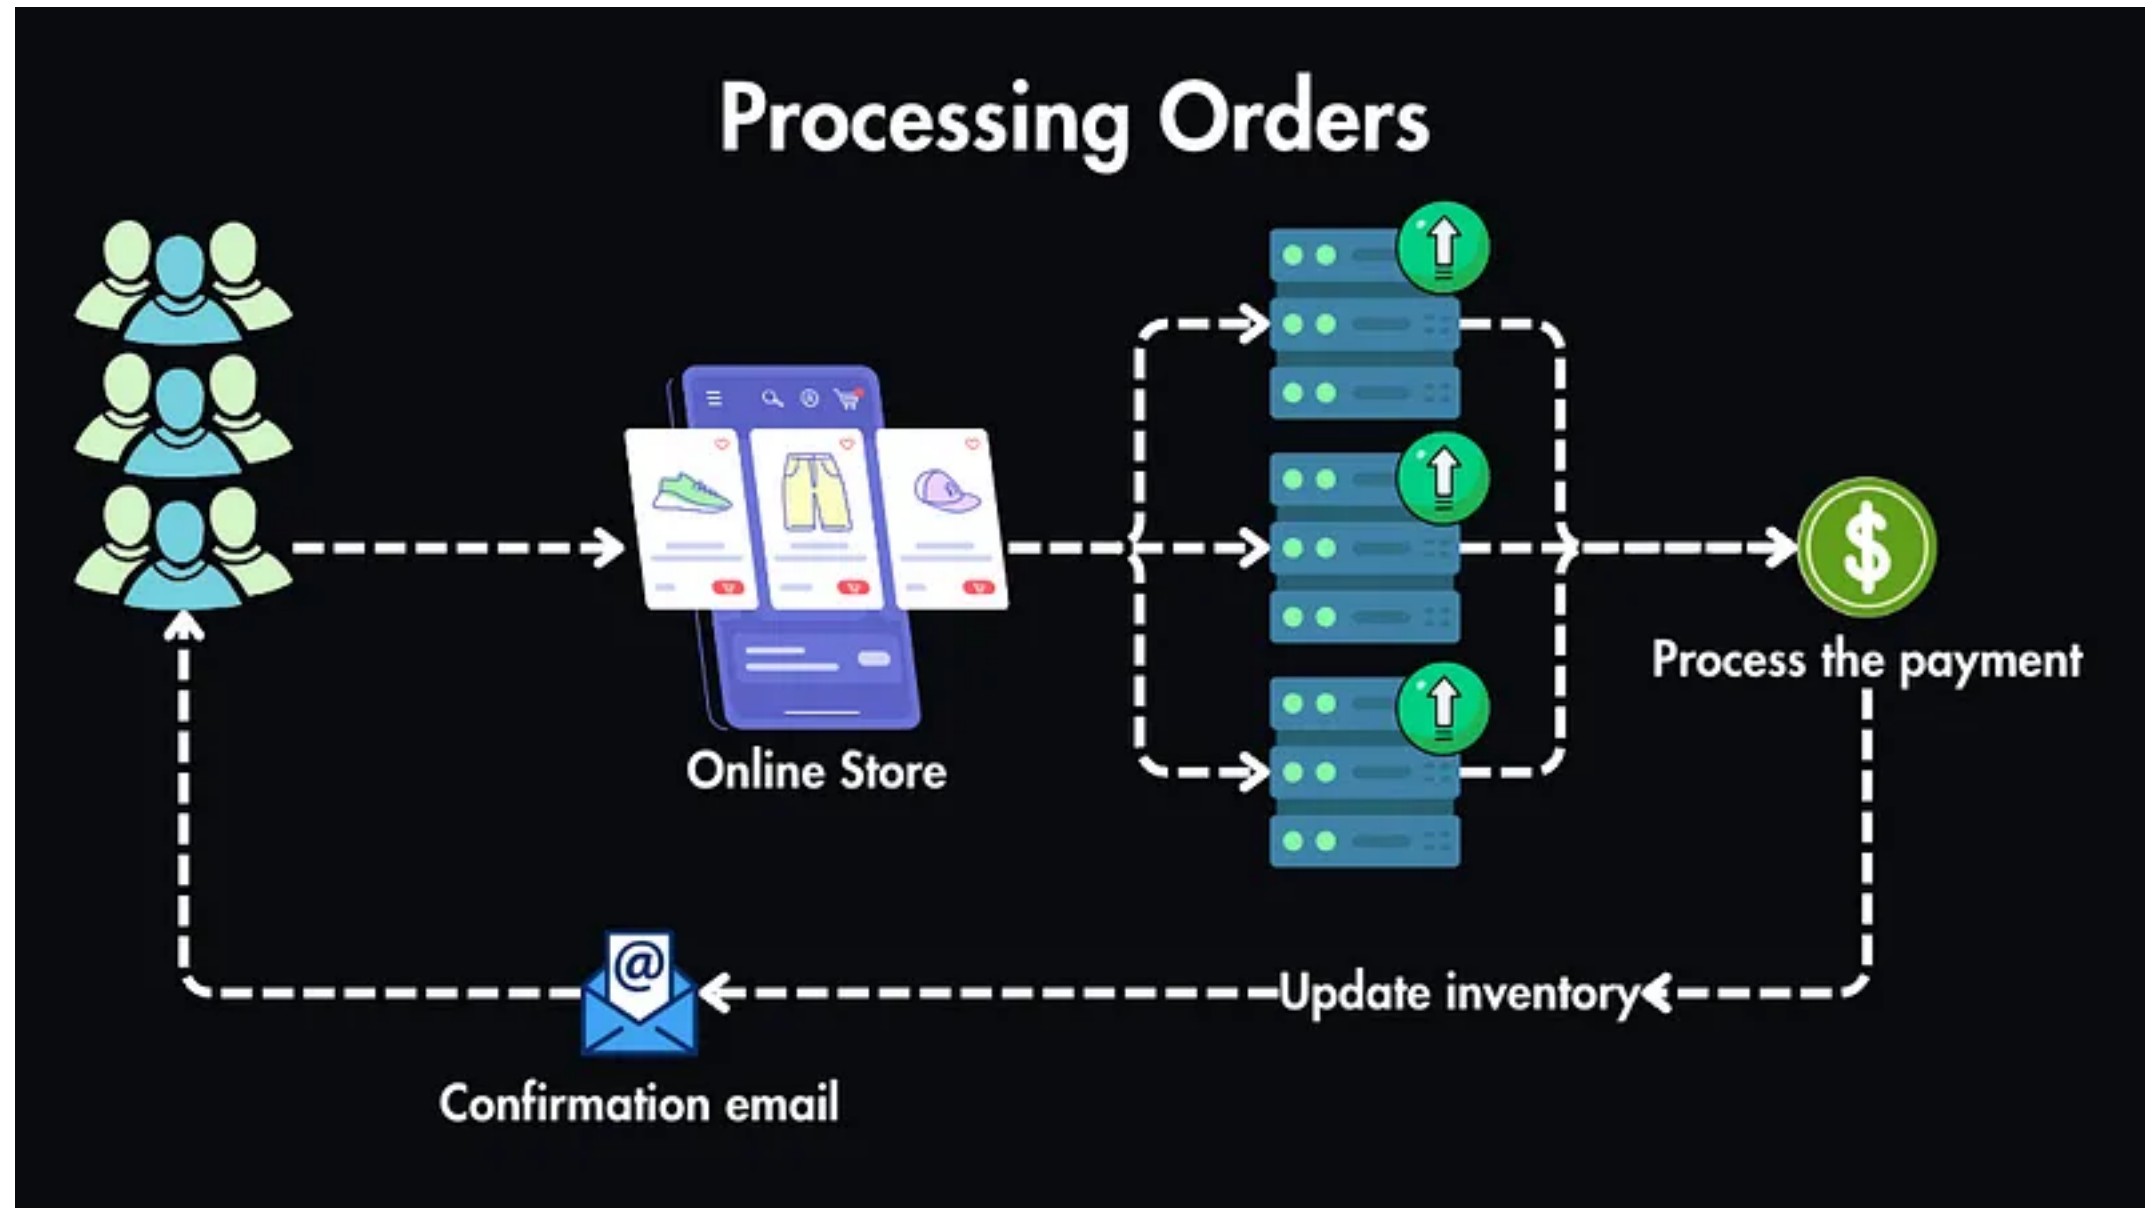 Processing Orders
Online Store
Process the payment
Update inventory
@
Confirmation email